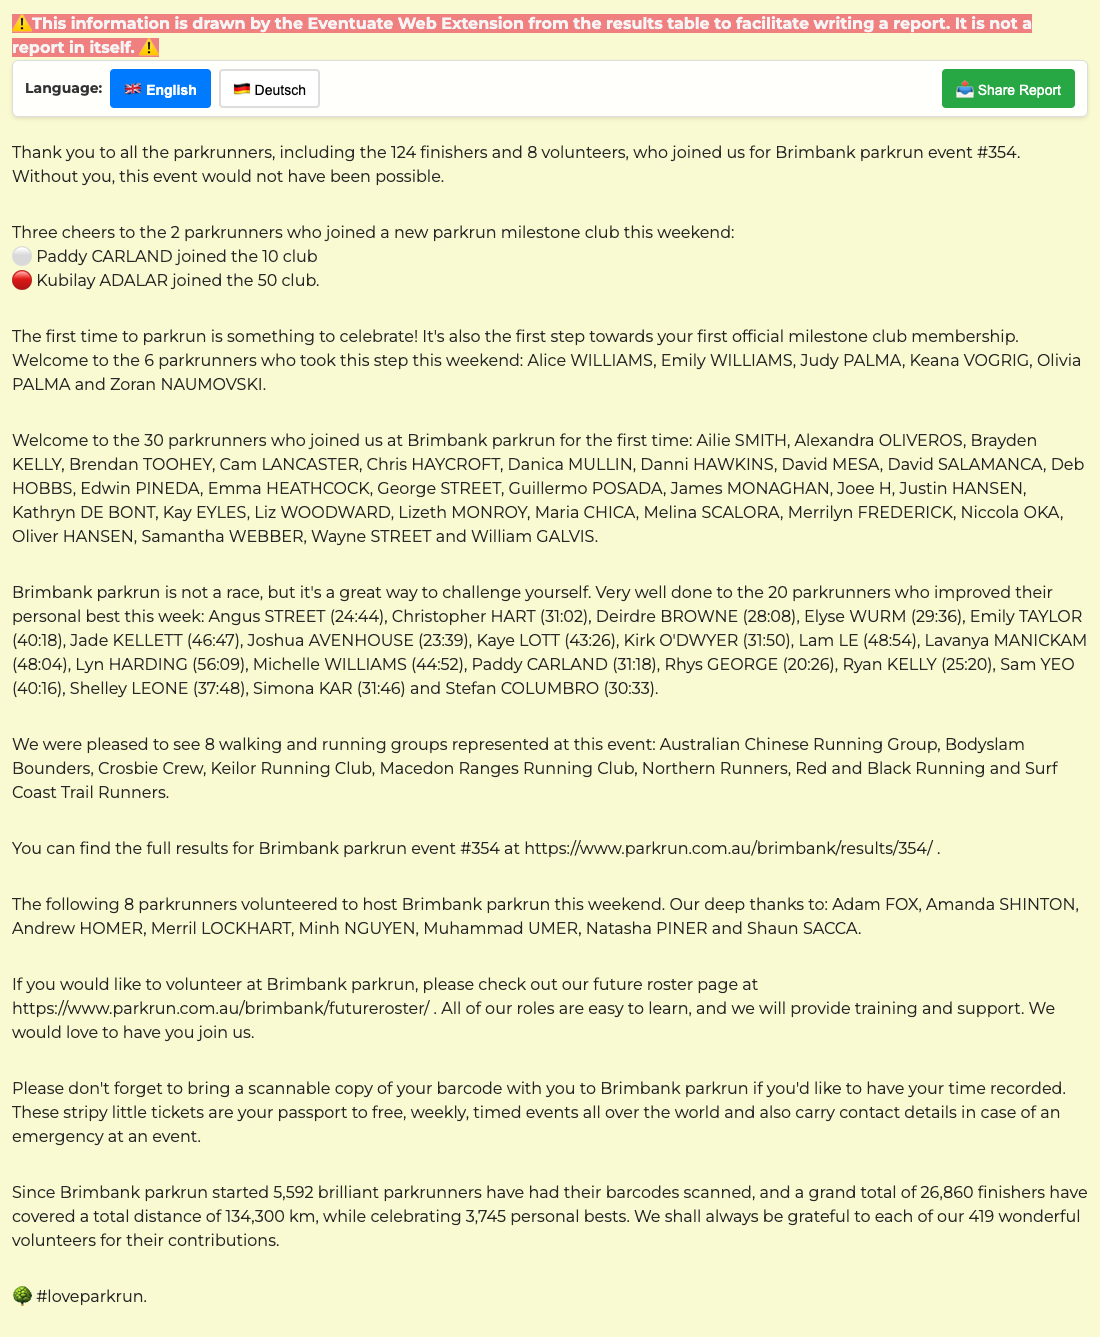 ⚠️This information is drawn by the Eventuate Web Extension from the results table to facilitate writing a report. It is not a
report in itself. ⚠️
Language: 🇬🇧 English 🇩🇪 Deutsch 📤 Share Report
Thank you to all the parkrunners, including the 124 finishers and 8 volunteers, who joined us for Brimbank parkrun event #354.
Without you, this event would not have been possible.
Three cheers to the 2 parkrunners who joined a new parkrun milestone club this weekend:
⚪ Paddy CARLAND joined the 10 club
🔴 Kubilay ADALAR joined the 50 club.
The first time to parkrun is something to celebrate! It's also the first step towards your first official milestone club membership.
Welcome to the 6 parkrunners who took this step this weekend: Alice WILLIAMS, Emily WILLIAMS, Judy PALMA, Keana VOGRIG, Olivia
PALMA and Zoran NAUMOVSKI.
Welcome to the 30 parkrunners who joined us at Brimbank parkrun for the first time: Ailie SMITH, Alexandra OLIVEROS, Brayden
KELLY, Brendan TOOHEY, Cam LANCASTER, Chris HAYCROFT, Danica MULLIN, Danni HAWKINS, David MESA, David SALAMANCA, Deb
HOBBS, Edwin PINEDA, Emma HEATHCOCK, George STREET, Guillermo POSADA, James MONAGHAN, Joee H, Justin HANSEN,
Kathryn DE BONT, Kay EYLES, Liz WOODWARD, Lizeth MONROY, Maria CHICA, Melina SCALORA, Merrilyn FREDERICK, Niccola OKA,
Oliver HANSEN, Samantha WEBBER, Wayne STREET and William GALVIS.
Brimbank parkrun is not a race, but it's a great way to challenge yourself. Very well done to the 20 parkrunners who improved their
personal best this week: Angus STREET (24:44), Christopher HART (31:02), Deirdre BROWNE (28:08), Elyse WURM (29:36), Emily TAYLOR
(40:18), Jade KELLETT (46:47), Joshua AVENHOUSE (23:39), Kaye LOTT (43:26), Kirk O'DWYER (31:50), Lam LE (48:54), Lavanya MANICKAM
(48:04), Lyn HARDING (56:09), Michelle WILLIAMS (44:52), Paddy CARLAND (31:18), Rhys GEORGE (20:26), Ryan KELLY (25:20), Sam YEO
(40:16), Shelley LEONE (37:48), Simona KAR (31:46) and Stefan COLUMBRO (30:33).
We were pleased to see 8 walking and running groups represented at this event: Australian Chinese Running Group, Bodyslam
Bounders, Crosbie Crew, Keilor Running Club, Macedon Ranges Running Club, Northern Runners, Red and Black Running and Surf
Coast Trail Runners.
You can find the full results for Brimbank parkrun event #354 at https://www.parkrun.com.au/brimbank/results/354/ .
The following 8 parkrunners volunteered to host Brimbank parkrun this weekend. Our deep thanks to: Adam FOX, Amanda SHINTON,
Andrew HOMER, Merril LOCKHART, Minh NGUYEN, Muhammad UMER, Natasha PINER and Shaun SACCA.
If you would like to volunteer at Brimbank parkrun, please check out our future roster page at
https://www.parkrun.com.au/brimbank/futureroster/ . All of our roles are easy to learn, and we will provide training and support. We
would love to have you join us.
Please don't forget to bring a scannable copy of your barcode with you to Brimbank parkrun if you'd like to have your time recorded.
These stripy little tickets are your passport to free, weekly, timed events all over the world and also carry contact details in case of an
emergency at an event.
Since Brimbank parkrun started 5,592 brilliant parkrunners have had their barcodes scanned, and a grand total of 26,860 finishers have
covered a total distance of 134,300 km, while celebrating 3,745 personal bests. We shall always be grateful to each of our 419 wonderful
volunteers for their contributions.
🌳 #loveparkrun.